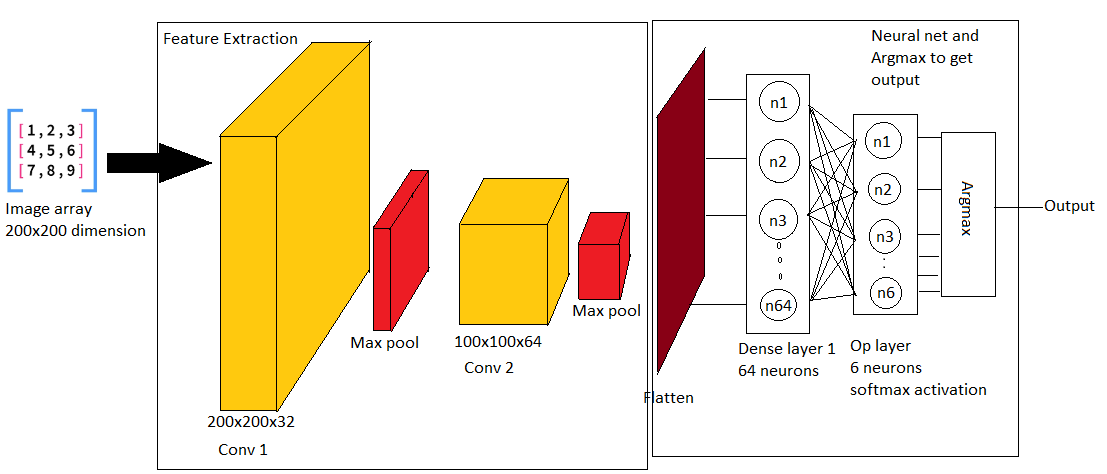 Feature Extraction
[1,2,3]
[4,5,6]
[7,8,9]
Image array
200x200 dimension
200x200x32
Conv 1
Max pool
100x100x64
Conv 2
Max pool
Neural net and
Argmax to get
output
Flatten
n1
n2
n3
n64
Dense layer 1
64 neurons
n1
n2
n3
n6
Op layer
6 neurons
softmax activation
Argmax
Output